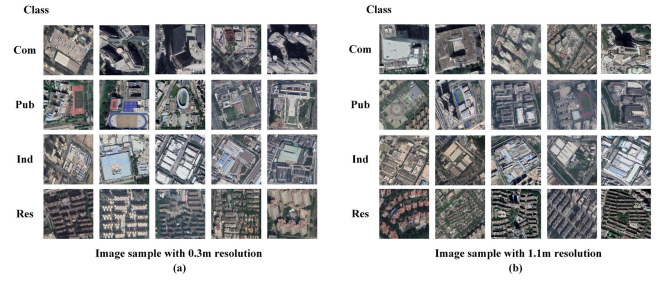 Class
Com
Pub
Ind
Res
Image sample with 0.3m resolution
(a)
Class
Com
Pub
Ind
Res
Image sample with 1.1m resolution
(b)